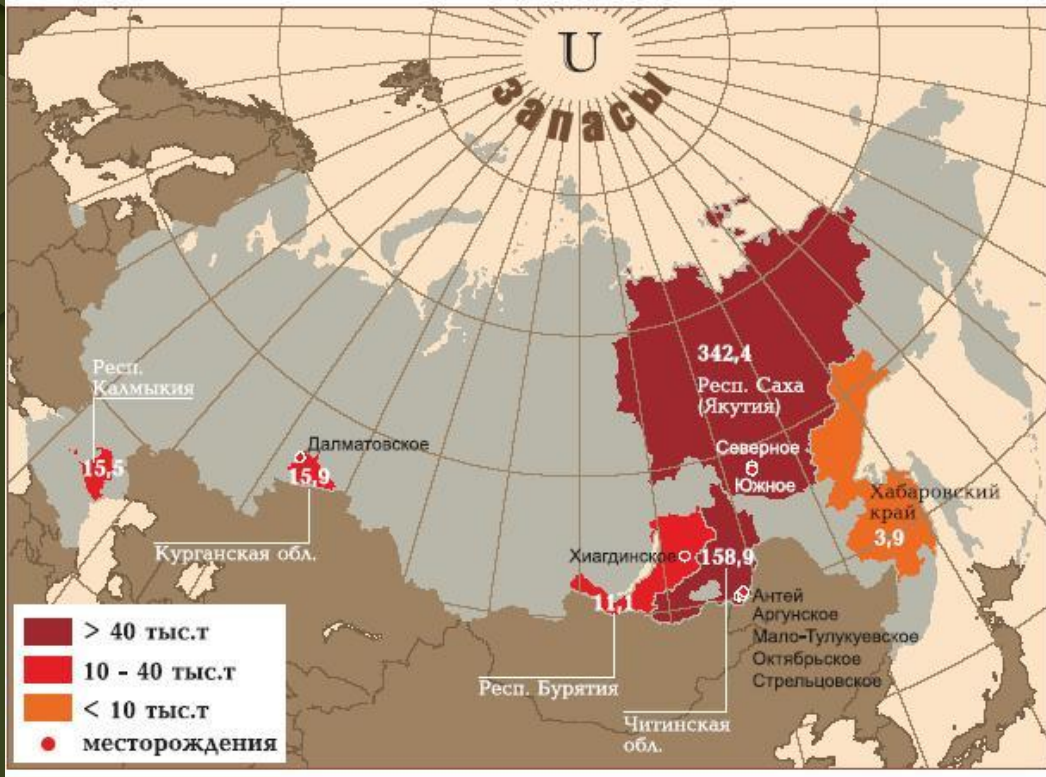 U
запасы
342,4
Респ. Саха
(Якутия)
Северное
Южное
Респ.
Калмыкия
15,5
Далматовское
15,9
Курганская обл.
Хабаровский
край
3,9
Хиагдинское
158,9
11,1
Антей
Аргунское
Мало-Тулукуевское
Октябрьское
Стрельцовское
Респ. Бурятия
Читинская
обл.
> 40 тыс.т
10 - 40 тыс.т
< 10 тыс.т
месторождения